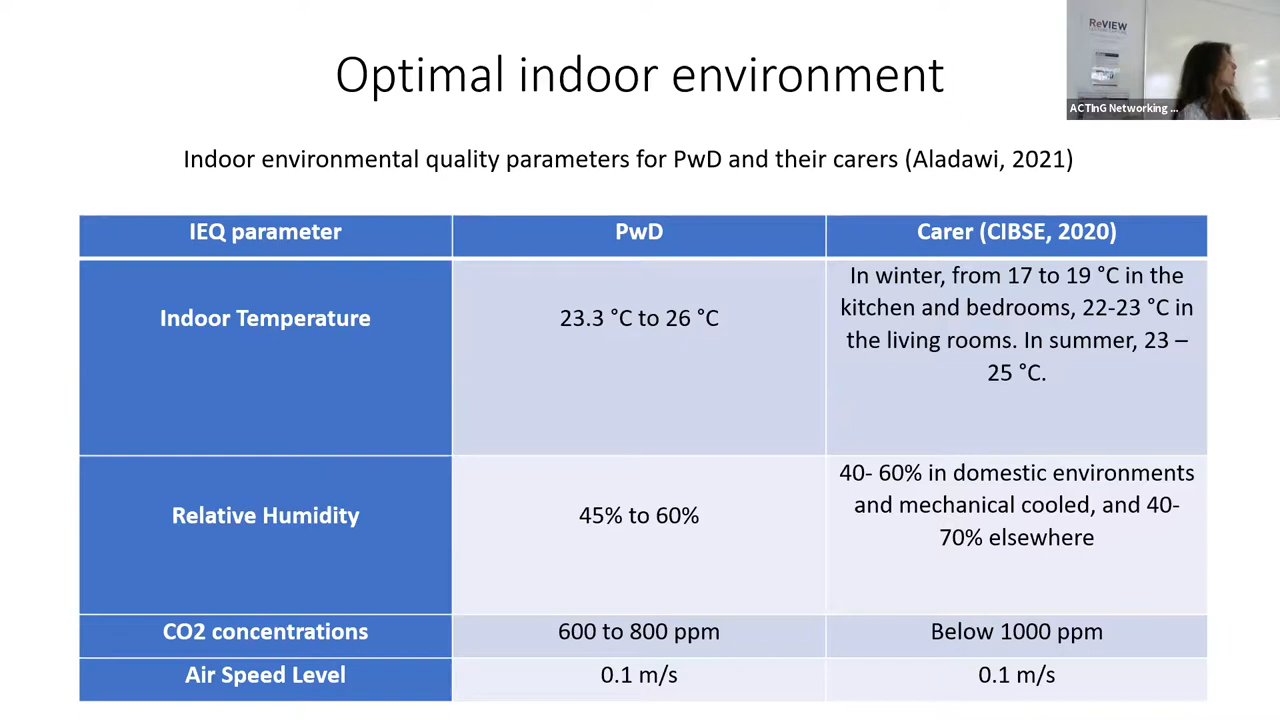 Optimal indoor environment
ReVIEW
ACTInG Networking ...
Indoor environmental quality parameters for PwD and their carers (Aladawi, 2021)
IEQ parameter
PwD
Carer (CIBSE, 2020)
Indoor Temperature
23.3 °C to 26 °C
In winter, from 17 to 19 °C in the
kitchen and bedrooms, 22-23 °C in
the living rooms. In summer, 23 –
25 °C.
Relative Humidity
45% to 60%
40- 60% in domestic environments
and mechanical cooled, and 40-
70% elsewhere
CO2 concentrations
600 to 800 ppm
Below 1000 ppm
Air Speed Level
0.1 m/s
0.1 m/s